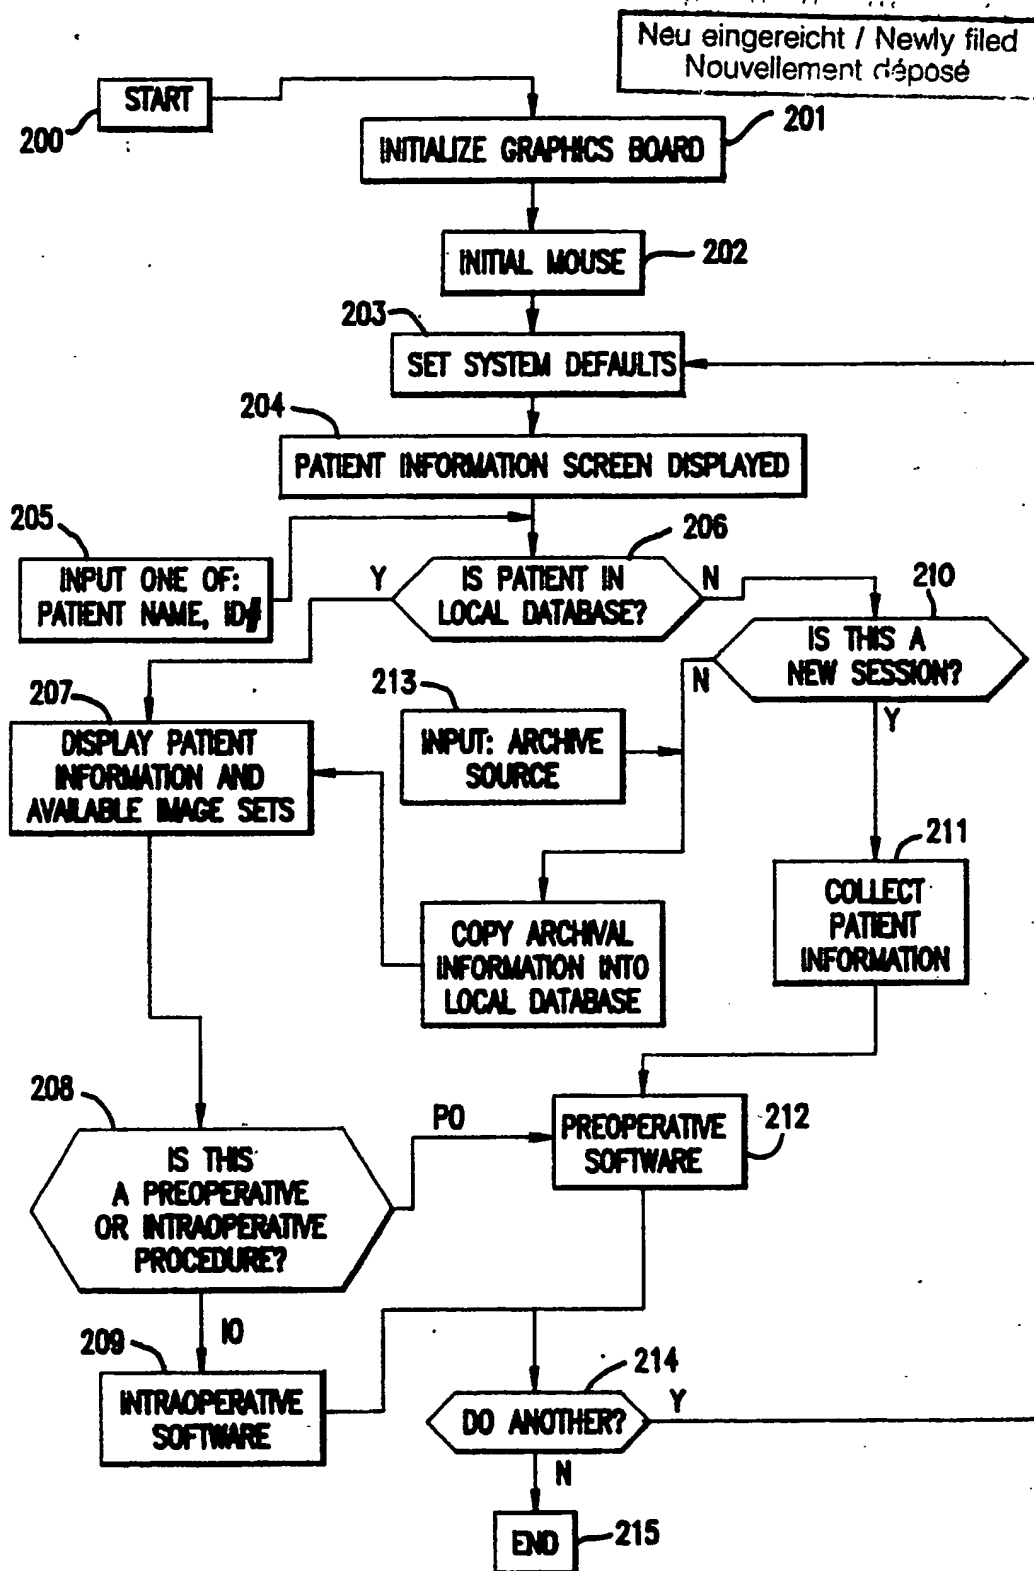 Neu eingereicht / Newly filed
Nouvellement déposé
START
200
INITIALIZE GRAPHICS BOARD
201
INITIAL MOUSE
202
203
SET SYSTEM DEFAULTS
204
PATIENT INFORMATION SCREEN DISPLAYED
205
INPUT ONE OF:
PATIENT NAME, ID#
206
Y
IS PATIENT IN
LOCAL DATABASE?
N
210
IS THIS A
NEW SESSION?
N
Y
207
DISPLAY PATIENT
INFORMATION AND
AVAILABLE IMAGE SETS
213
INPUT: ARCHIVE
SOURCE
211
COLLECT
PATIENT
INFORMATION
COPY ARCHIVAL
INFORMATION INTO
LOCAL DATABASE
208
IS THIS
A PREOPERATIVE
OR INTRAOPERATIVE
PROCEDURE?
PO
PREOPERATIVE
SOFTWARE
212
IO
209
INTRAOPERATIVE
SOFTWARE
214
DO ANOTHER?
Y
N
END
215